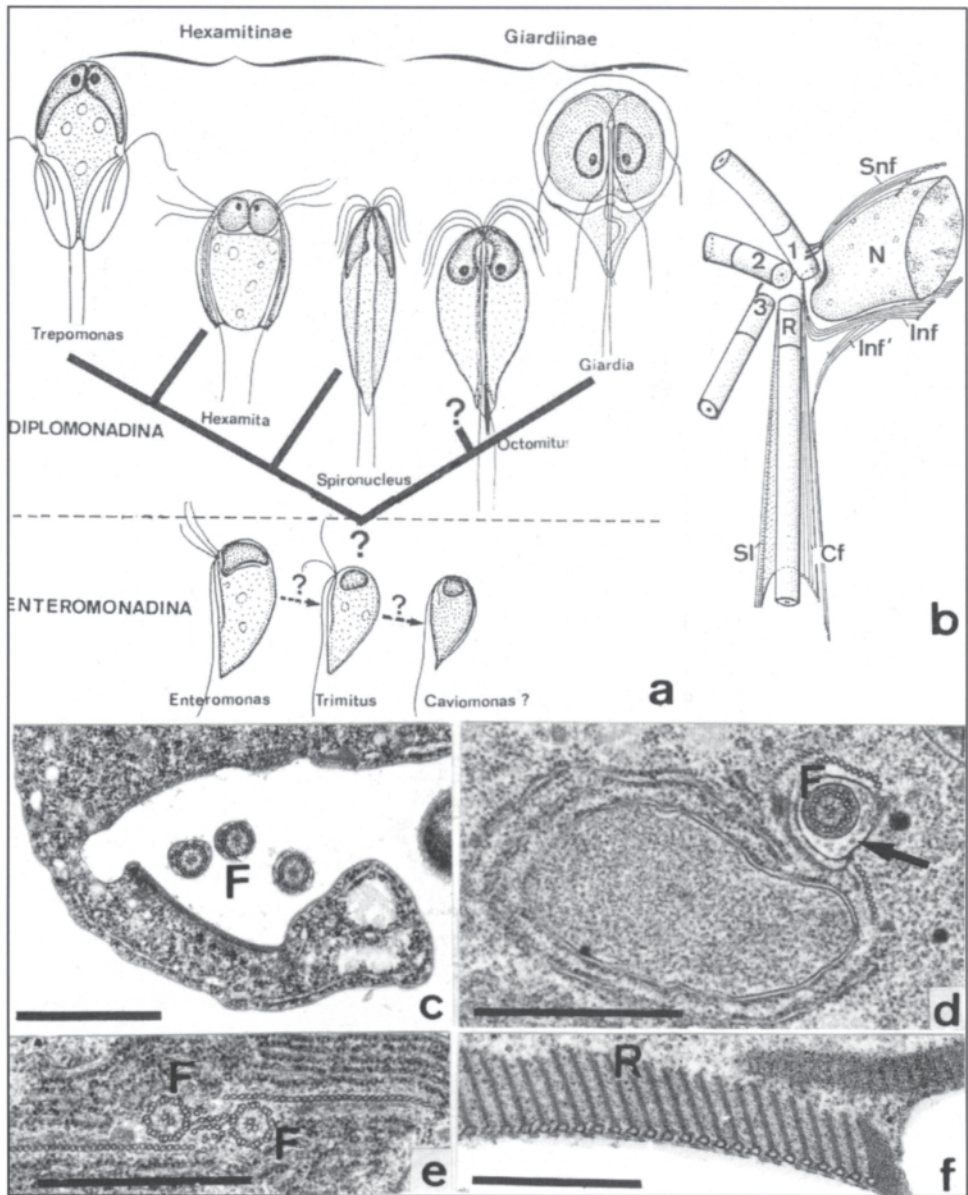 Hexamitinae
Giardiinae
Trepomonas
Hexamita
Spironucleus
?
Octomitu
Giardia
DIPLOMONADINA
?
?
?
ENTEROMONADINA
Enteromonas
Trimitus
Caviomonas ?
a
Snf
N
1
2
3
R
Inf
Inf'
Sl
Cf
b
F
c
F
d
F
F
e
R
f